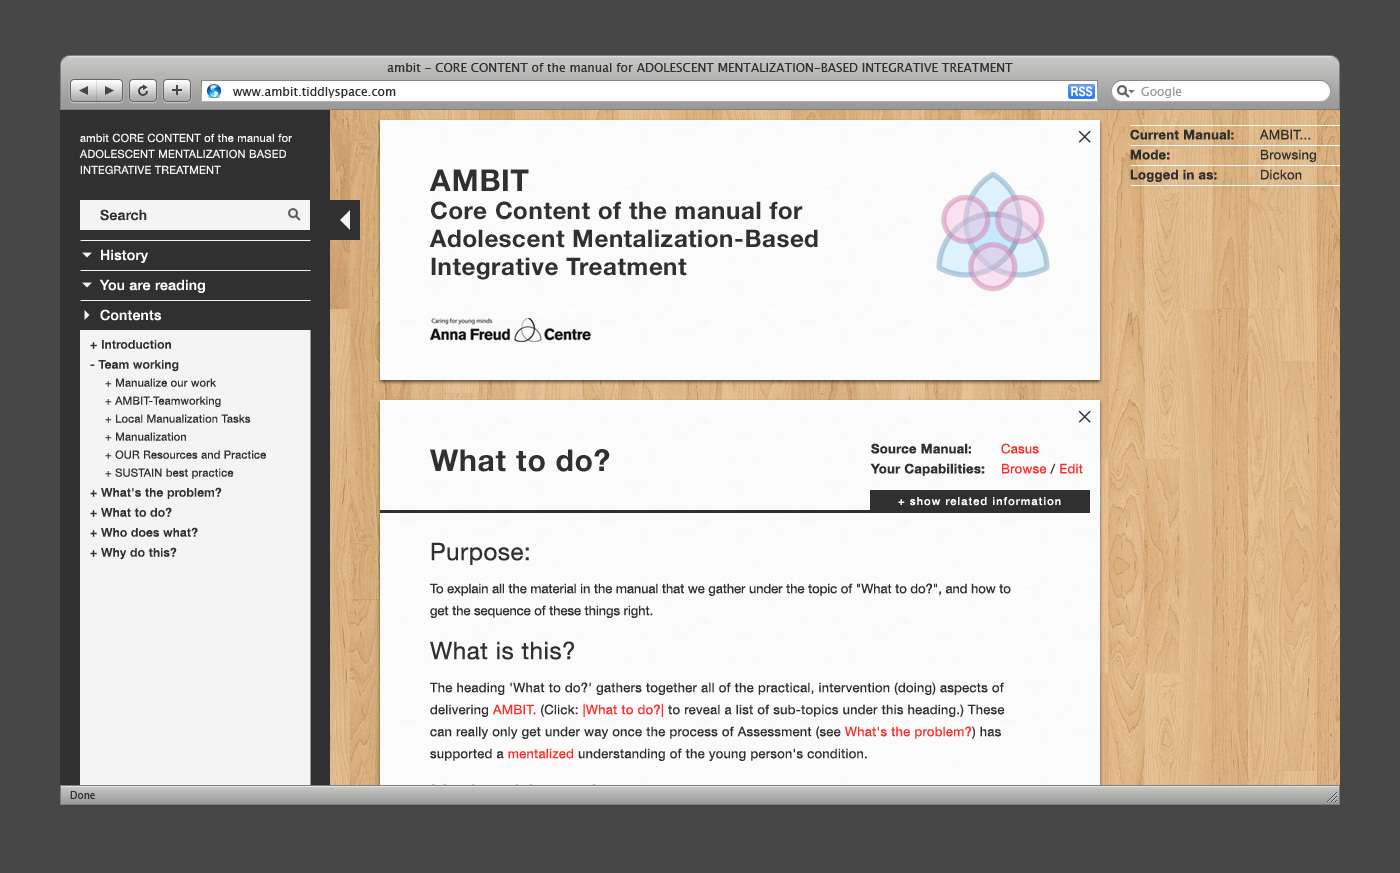 ambit – CORE CONTENT of the manual for ADOLESCENT MENTALIZATION-BASED INTEGRATIVE TREATMENT
www.ambit.tiddlyspace.com
RSS
Google
ambit CORE CONTENT of the manual for
ADOLESCENT MENTALIZATION BASED
INTEGRATIVE TREATMENT
Search
History
You are reading
Contents
+ Introduction
- Team working
+ Manualize our work
+ AMBIT-Teamworking
+ Local Manualization Tasks
+ Manualization
+ OUR Resources and Practice
+ SUSTAIN best practice
+ What's the problem?
+ What to do?
+ Who does what?
+ Why do this?
AMBIT
Core Content of the manual for
Adolescent Mentalization-Based
Integrative Treatment
Caring for young minds
Anna Freud Centre
Current Manual: AMBIT...
Mode: Browsing
Logged in as: Dickon
What to do?
Source Manual: Casus
Your Capabilities: Browse / Edit
+ show related information
Purpose:
To explain all the material in the manual that we gather under the topic of "What to do?", and how to
get the sequence of these things right.
What is this?
The heading 'What to do?' gathers together all of the practical, intervention (doing) aspects of
delivering AMBIT. (Click: |What to do?| to reveal a list of sub-topics under this heading.) These
can really only get under way once the process of Assessment (see What's the problem?) has
supported a mentalized understanding of the young person's condition.
Done